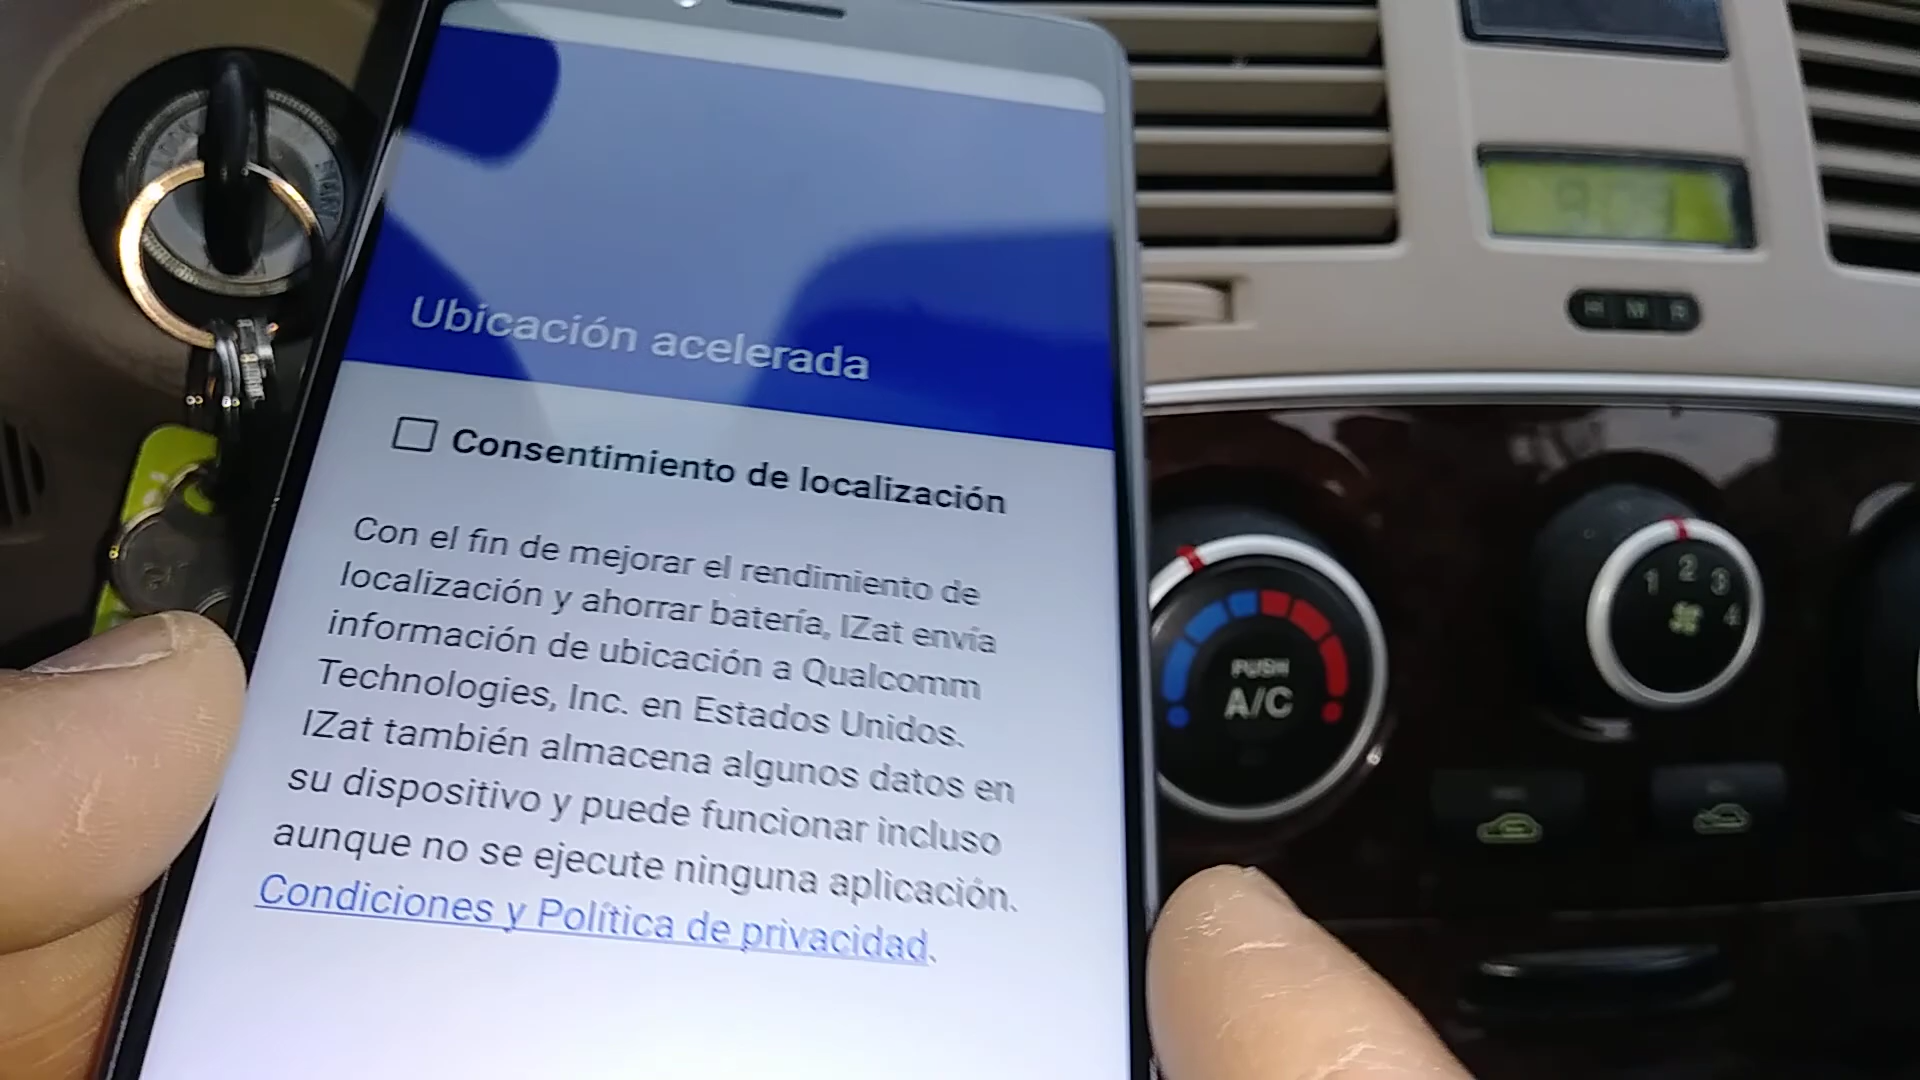 Ubicación acelerada
Consentimiento de localización
Con el fin de mejorar el rendimiento de
localización y ahorrar batería, IZat envía
información de ubicación a Qualcomm
Technologies, Inc. en Estados Unidos.
IZat también almacena algunos datos en
su dispositivo y puede funcionar incluso
aunque no se ejecute ninguna aplicación.
Condiciones y Política de privacidad.
H M R
PUSH
A/C
1 2 3 4
START